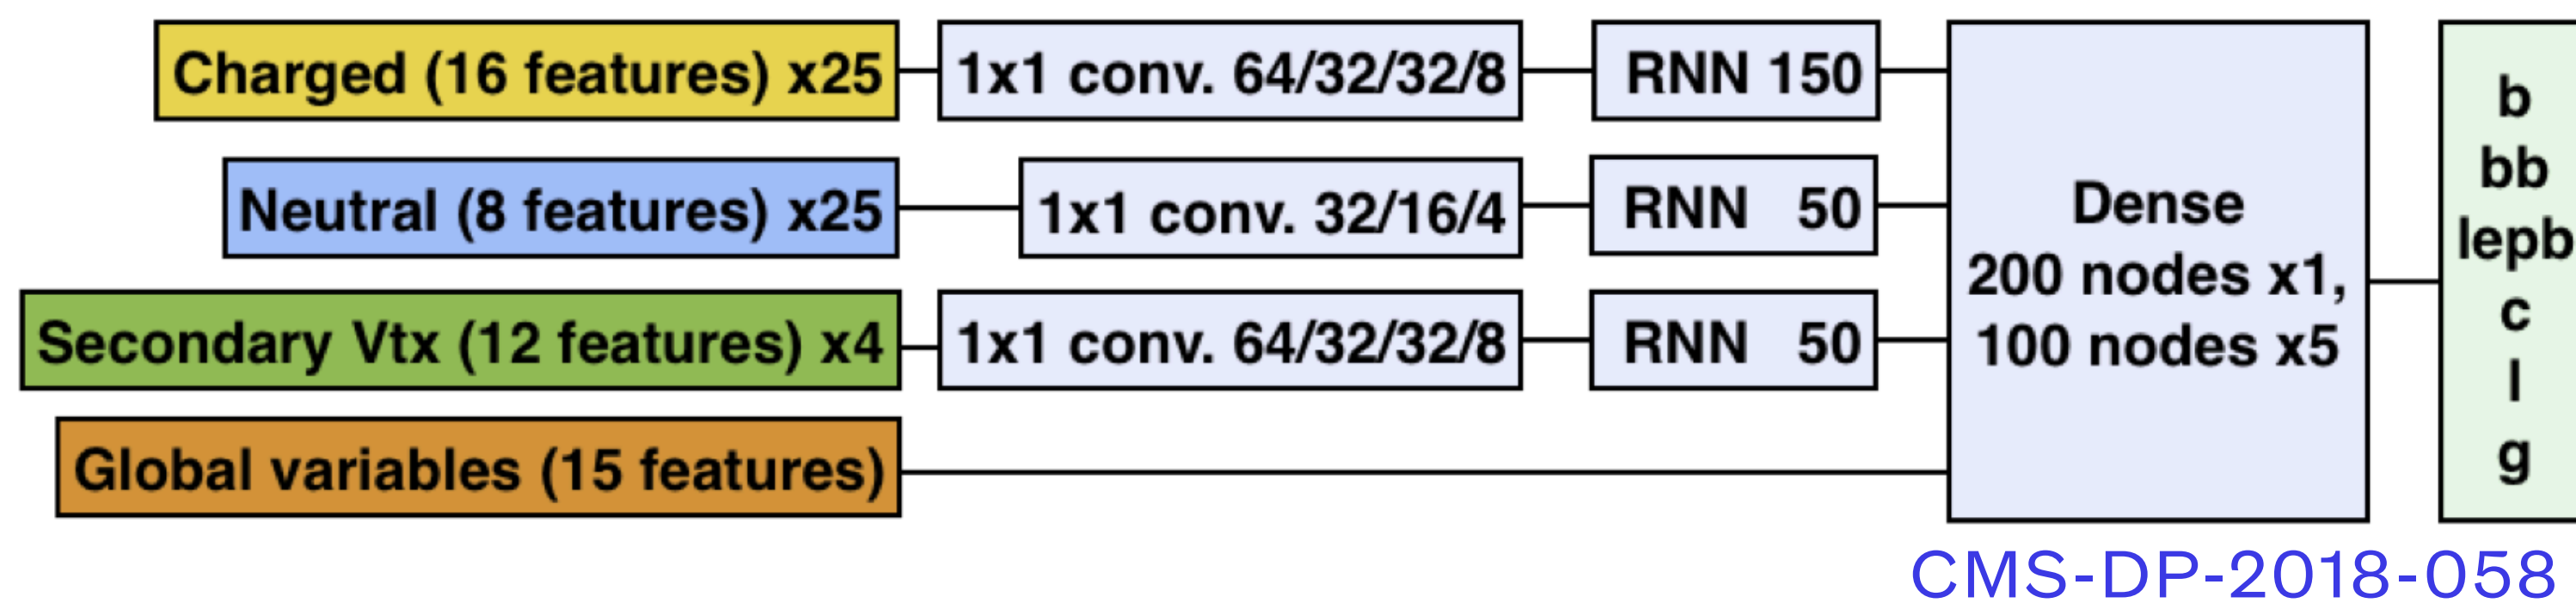 Charged (16 features) x25
1x1 conv. 64/32/32/8
RNN 150
Neutral (8 features) x25
1x1 conv. 32/16/4
RNN 50
Secondary Vtx (12 features) x4
1x1 conv. 64/32/32/8
RNN 50
Global variables (15 features)
Dense
200 nodes x1,
100 nodes x5
b
bb
lepb
c
l
g
CMS-DP-2018-058